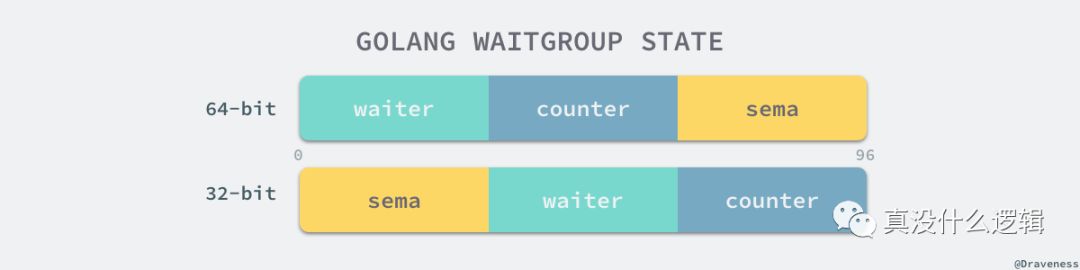 GOLANG WAITGROUP STATE
64-bit waiter counter sema
0 96
32-bit sema waiter counter
真没什么逻辑
@Draveness